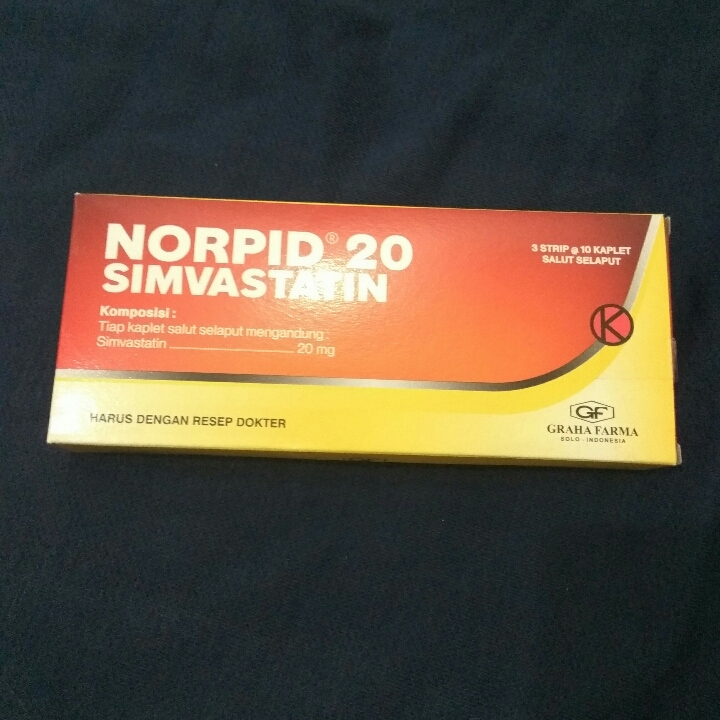 NORPID® 20
SIMVASTATIN
Komposisi :
Tiap kaplet salut selaput mengandung :
Simvastatin 20 mg
3 STRIP @ 10 KAPLET
SALUT SELAPUT
K
HARUS DENGAN RESEP DOKTER
GF
GRAHA FARMA
SOLO - INDONESIA